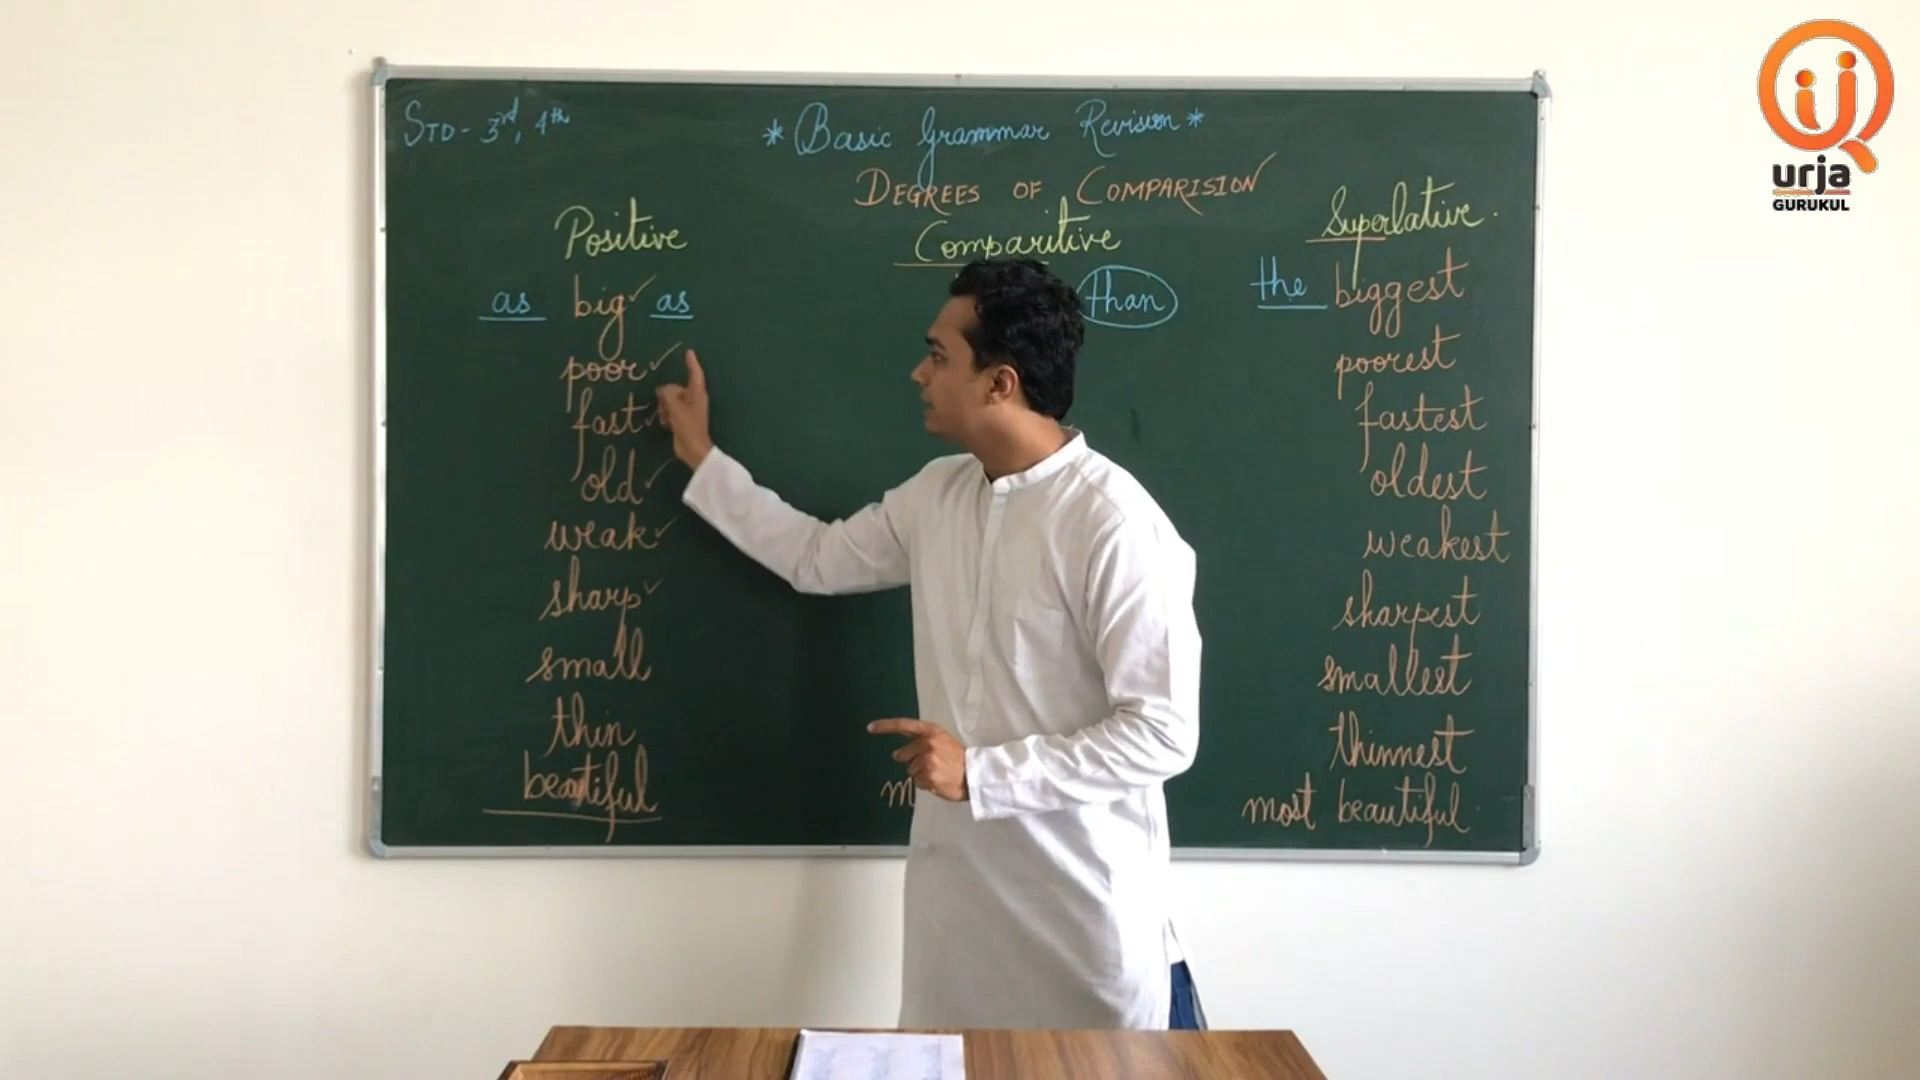 STD - 3rd, 4th
* Basic Grammar Revision *
DEGREES OF COMPARISION
Positive Comparitive Superlative.
as big as than the biggest
poor poorest
fast fastest
old oldest
weak weakest
sharp sharpest
small smallest
thin thinnest
beautiful most beautiful
urja
GURUKUL